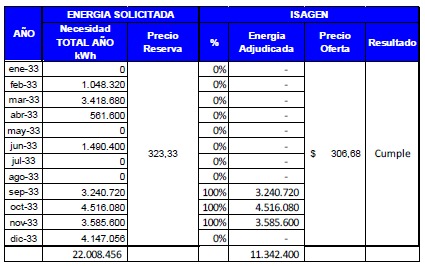 ENERGIA SOLICITADA ISAGEN
AÑO Necesidad TOTAL AÑO kWh Precio Reserva % Energia Adjudicada Precio Oferta Resultado
ene-33 0 0% -
feb-33 1.048.320 0% -
mar-33 3.418.680 0% -
abr-33 561.600 0% -
may-33 0 0% -
jun-33 1.490.400 0% -
323,33 $ 306,68 Cumple
jul-33 0 0% -
ago-33 0 0% -
sep-33 3.240.720 100% 3.240.720
oct-33 4.516.080 100% 4.516.080
nov-33 3.585.600 100% 3.585.600
dic-33 4.147.056 0% -
22.008.456 11.342.400